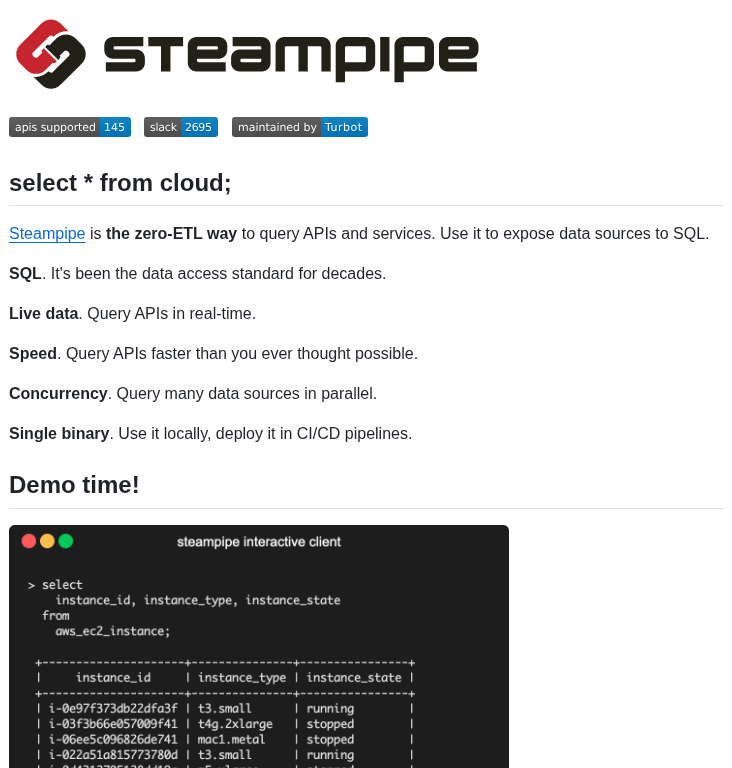 steampipe
apis supported 145 slack 2695 maintained by Turbot
select * from cloud;
Steampipe is the zero-ETL way to query APIs and services. Use it to expose data sources to SQL.
SQL. It's been the data access standard for decades.
Live data. Query APIs in real-time.
Speed. Query APIs faster than you ever thought possible.
Concurrency. Query many data sources in parallel.
Single binary. Use it locally, deploy it in CI/CD pipelines.
Demo time!
steampipe interactive client
> select
instance_id, instance_type, instance_state
from
aws_ec2_instance;
+---------------------+---------------+----------------+
| instance_id | instance_type | instance_state |
+---------------------+---------------+----------------+
| i-0e97f373db22dfa3f | t3.small | running |
| i-03f3b66e057009f41 | t4g.2xlarge | stopped |
| i-06ee5c096826de741 | mac1.metal | stopped |
| i-022a51a815773780d | t3.small | running |